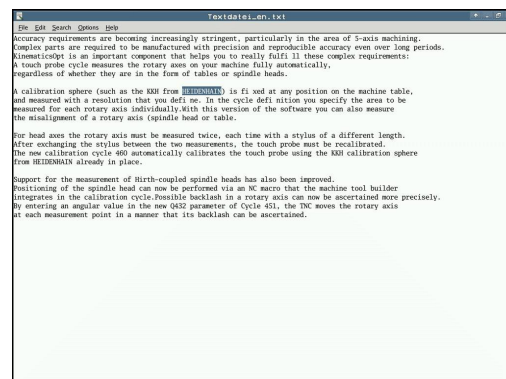 Textdatei_en.txt
File Edit Search Options Help
Accuracy requirements are becoming increasingly stringent, particularly in the area of 5-axis machining.
Complex parts are required to be manufactured with precision and reproducible accuracy even over long periods.
KinematicsOpt is an important component that helps you to really fulfi ll these complex requirements:
A touch probe cycle measures the rotary axes on your machine fully automatically,
regardless of whether they are in the form of tables or spindle heads.
A calibration sphere (such as the KKH from HEIDENHAIN) is fi xed at any position on the machine table,
and measured with a resolution that you defi ne. In the cycle defi nition you specify the area to be
measured for each rotary axis individually.With this version of the software you can also measure
the misalignment of a rotary axis (spindle head or table.
For head axes the rotary axis must be measured twice, each time with a stylus of a different length.
After exchanging the stylus between the two measurements, the touch probe must be recalibrated.
The new calibration cycle 460 automatically calibrates the touch probe using the KKH calibration sphere
from HEIDENHAIN already in place.
Support for the measurement of Hirth-coupled spindle heads has also been improved.
Positioning of the spindle head can now be performed via an NC macro that the machine tool builder
integrates in the calibration cycle.Possible backlash in a rotary axis can now be ascertained more precisely.
By entering an angular value in the new Q432 parameter of Cycle 451, the TNC moves the rotary axis
at each measurement point in a manner that its backlash can be ascertained.